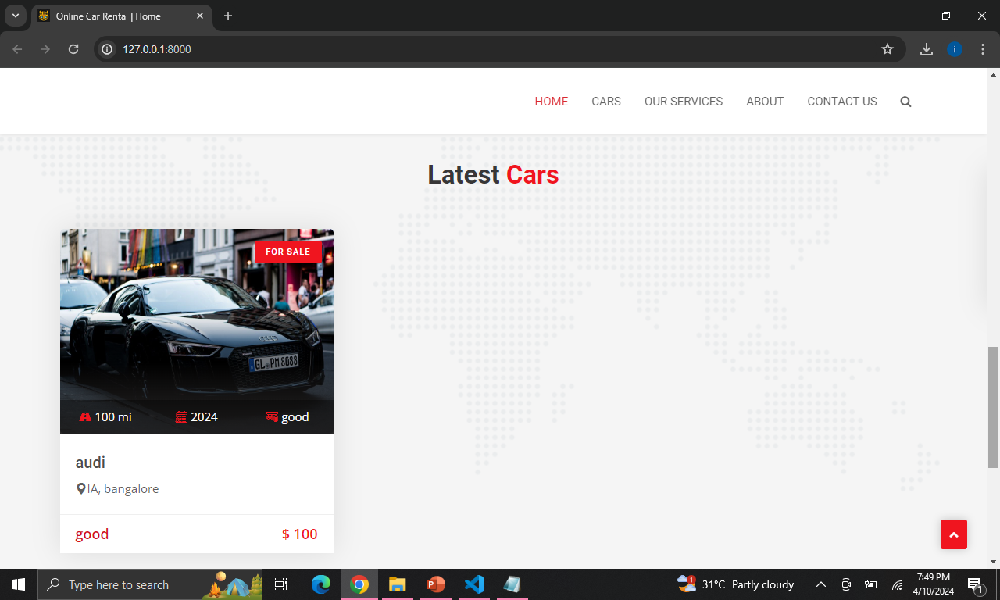 Online Car Rental | Home
127.0.0.1:8000
HOME CARS OUR SERVICES ABOUT CONTACT US
Latest Cars
FOR SALE
GL PM 8088
100 mi 2024 good
audi
IA, bangalore
good $ 100
Type here to search
1
31°C Partly cloudy
7:49 PM
4/10/2024
1